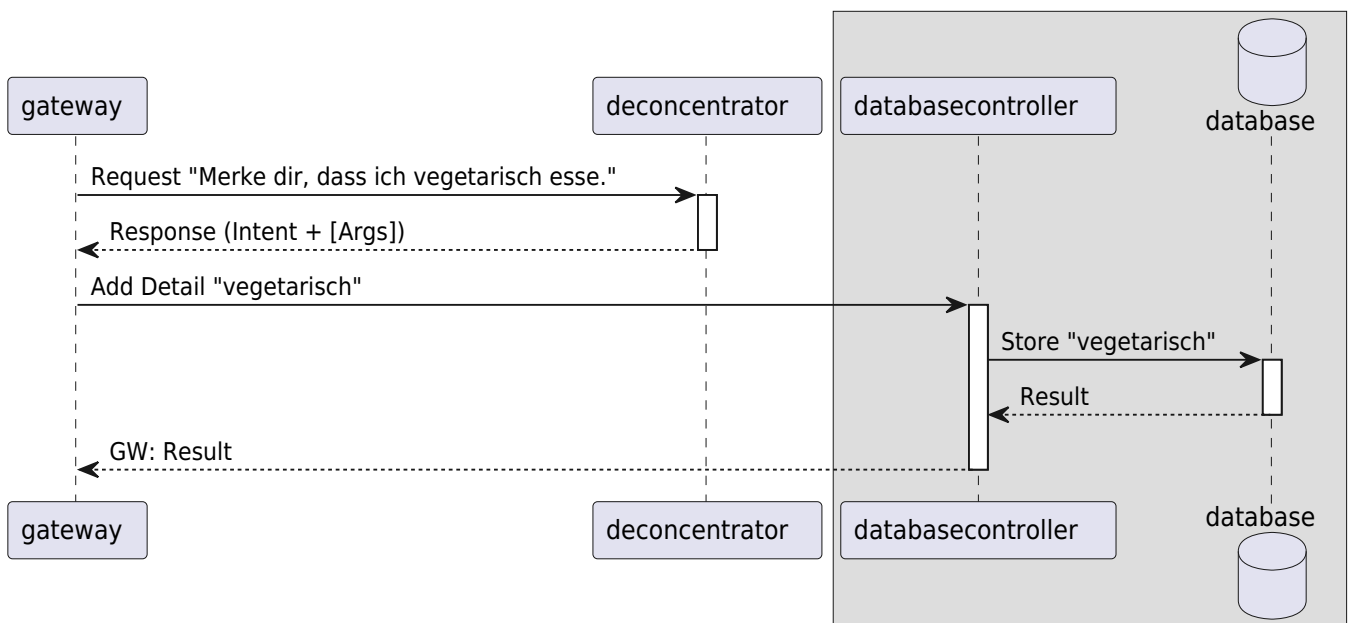 gateway
deconcentrator
databasecontroller
database
Request "Merke dir, dass ich vegetarisch esse."
Response (Intent + [Args])
Add Detail "vegetarisch"
Store "vegetarisch"
Result
GW: Result
gateway
deconcentrator
databasecontroller
database